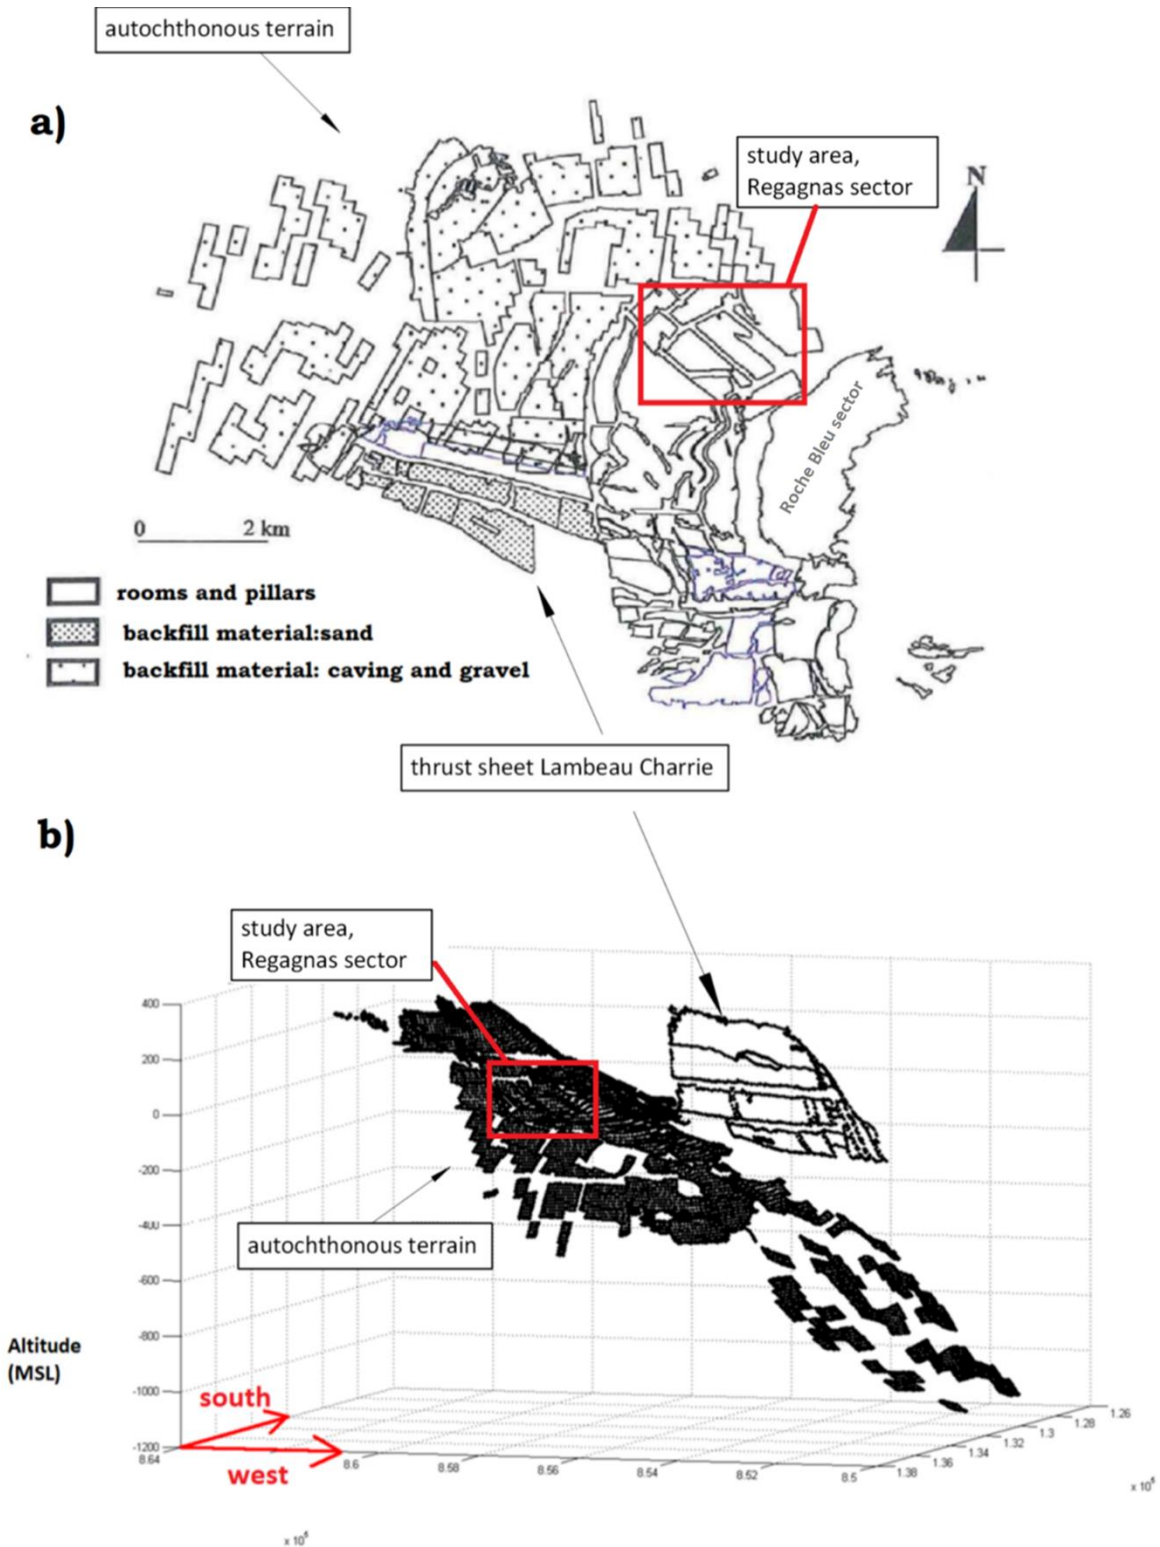 autochthonous terrain
a)
study area,
Regagnas sector
N
Roche Bleu sector
0 2 km
rooms and pillars
backfill material:sand
backfill material: caving and gravel
thrust sheet Lambeau Charrie
b)
study area,
Regagnas sector
400
200
0
-200
autochthonous terrain
-400
-600
-800
Altitude
(MSL)
-1000
south
-1200
west
8.64
8.6
8.58
8.56
8.54
8.52
8.5
1.38
1.36
1.34
1.32
1.3
1.28
1.26
x 10⁵
x 10⁵